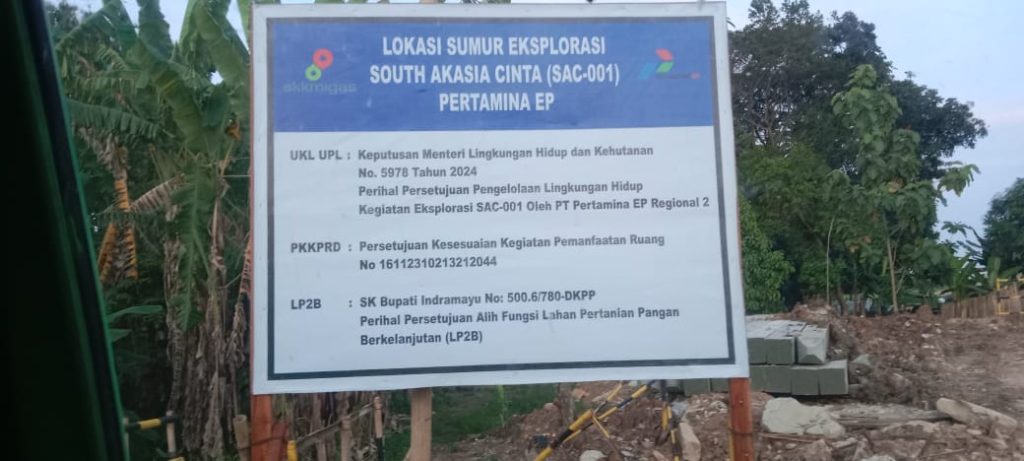 LOKASI SUMUR EKSPLORASI
SOUTH AKASIA CINTA (SAC-001)
PERTAMINA EP
skkmigas
UKL UPL : Keputusan Menteri Lingkungan Hidup dan Kehutanan
No. 5978 Tahun 2024
Perihal Persetujuan Pengelolaan Lingkungan Hidup
Kegiatan Eksplorasi SAC-001 Oleh PT Pertamina EP Regional 2
PKKPRD : Persetujuan Kesesuaian Kegiatan Pemanfaatan Ruang
No 16112310213212044
LP2B : SK Bupati Indramayu No: 500.6/780-DKPP
Perihal Persetujuan Alih Fungsi Lahan Pertanian Pangan
Berkelanjutan (LP2B)